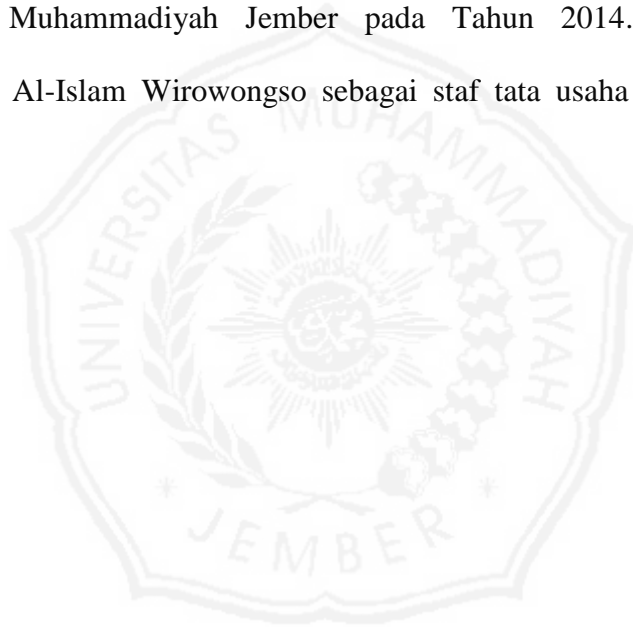 Muhammadiyah Jember pada Tahun 2014.
Al-Islam Wirowongso sebagai staf tata usaha
UNIVERSITAS MUHAMMADIYAH
JEMBER